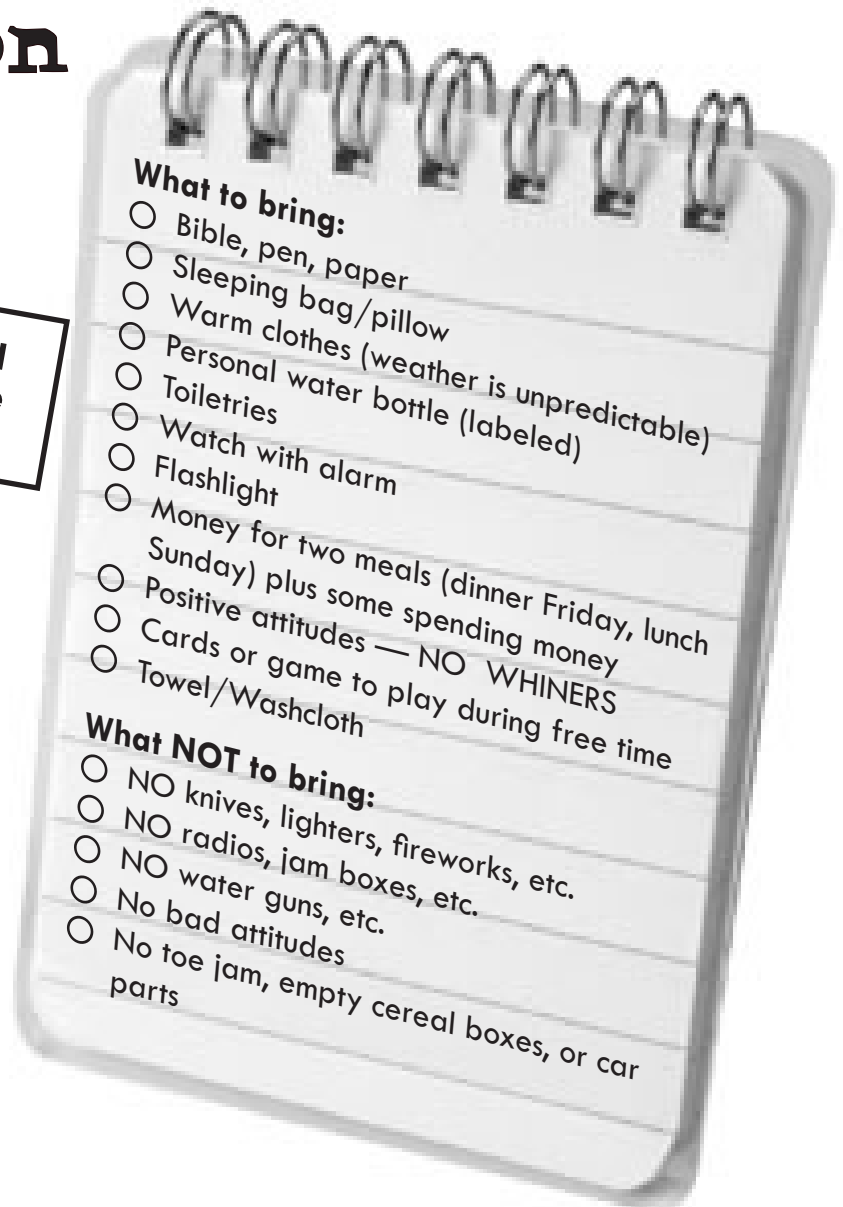 on
What to bring:
Bible, pen, paper
Sleeping bag/pillow
Warm clothes (weather is unpredictable)
Personal water bottle (labeled)
Toiletries
Watch with alarm
Flashlight
Money for two meals (dinner Friday, lunch
Sunday) plus some spending money
Positive attitudes — NO WHINERS
Cards or game to play during free time
Towel/Washcloth
What NOT to bring:
NO knives, lighters, fireworks, etc.
NO radios, jam boxes, etc.
NO water guns, etc.
No bad attitudes
No toe jam, empty cereal boxes, or car
parts